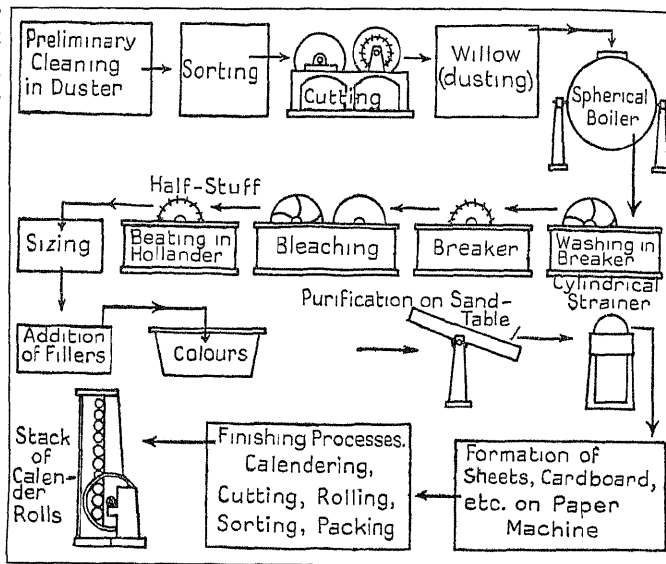 Preliminary
Cleaning
in Duster
Sorting
Cutting
Willow
(dusting)
Spherical
Boiler
Half-Stuff
Sizing
Beating in
Hollander
Bleaching
Breaker
Washing in
Breaker
Cylindrical
Strainer
Purification on Sand-
Table
Addition
of Fillers
Colours
Stack
of
Calen-
der
Rolls
Finishing Processes.
Calendering,
Cutting, Rolling,
Sorting, Packing
Formation of
Sheets, Cardboard,
etc. on Paper
Machine